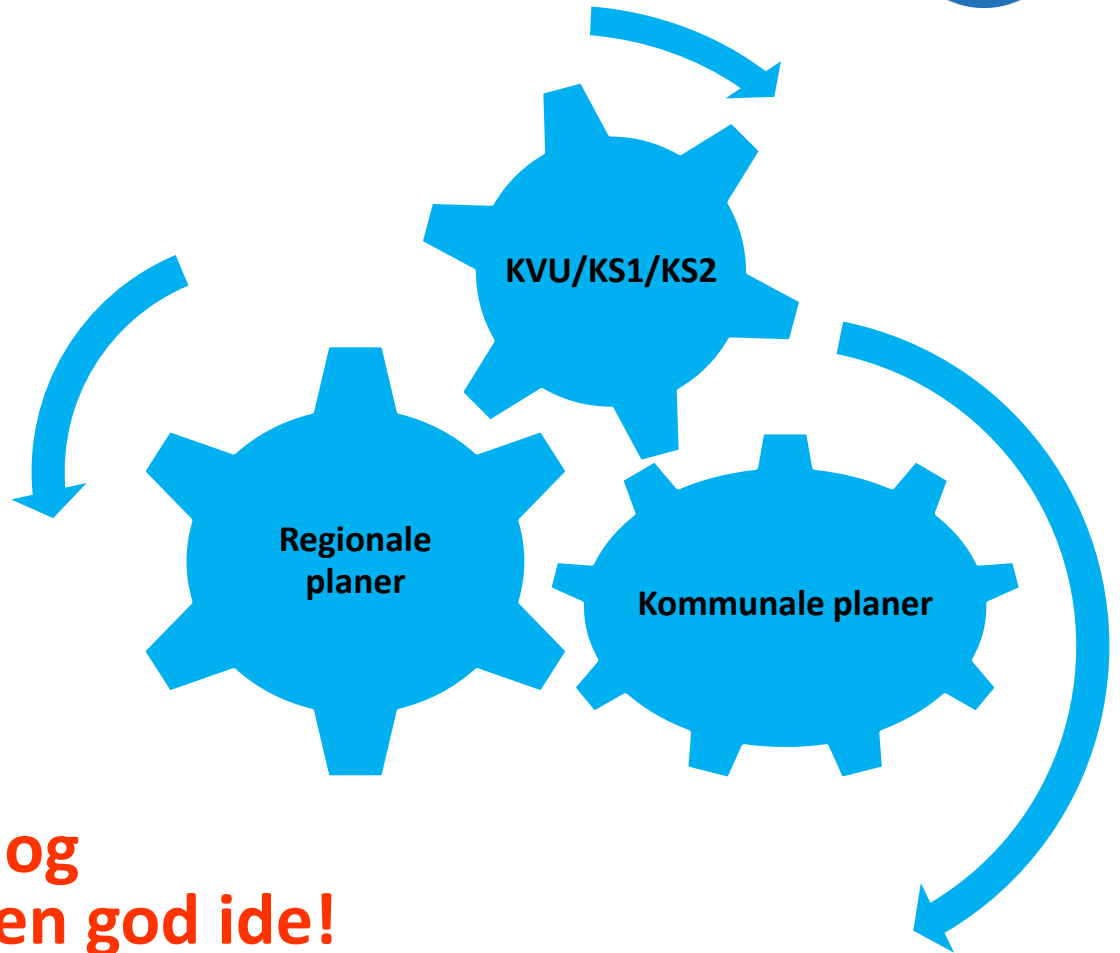 KVU/KS1/KS2
Regionale
planer
Kommunale planer
og
en god ide!